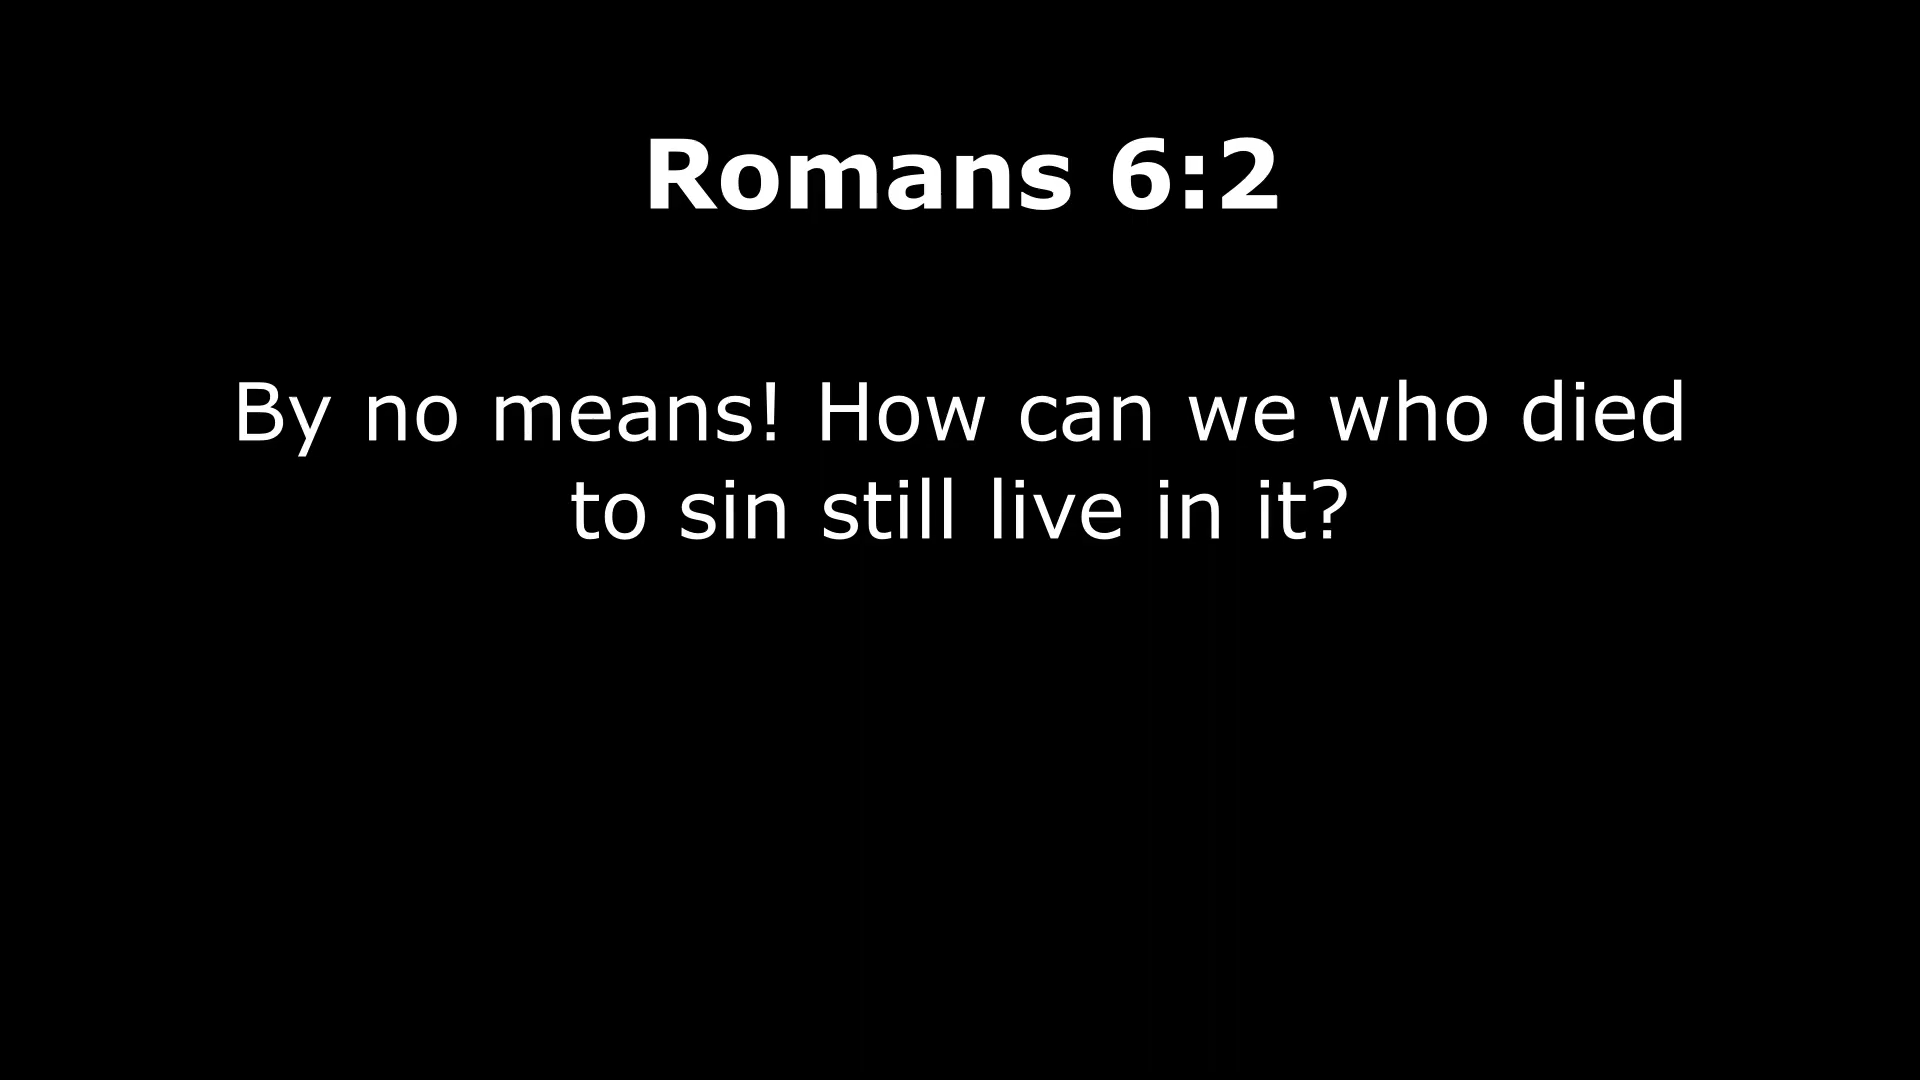 Romans 6:2
By no means! How can we who died
to sin still live in it?